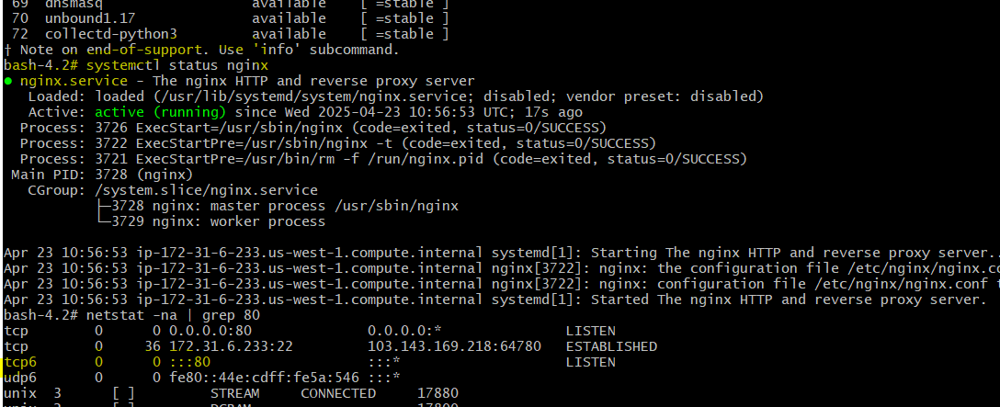 69  dnsmasq                  available    [ =stable ]
70  unbound1.17              available    [ =stable ]
72  collectd-python3         available    [ =stable ]
† Note on end-of-support. Use 'info' subcommand.
bash-4.2# systemctl status nginx
● nginx.service - The nginx HTTP and reverse proxy server
   Loaded: loaded (/usr/lib/systemd/system/nginx.service; disabled; vendor preset: disabled)
   Active: active (running) since Wed 2025-04-23 10:56:53 UTC; 17s ago
  Process: 3726 ExecStart=/usr/sbin/nginx (code=exited, status=0/SUCCESS)
  Process: 3722 ExecStartPre=/usr/sbin/nginx -t (code=exited, status=0/SUCCESS)
  Process: 3721 ExecStartPre=/usr/bin/rm -f /run/nginx.pid (code=exited, status=0/SUCCESS)
 Main PID: 3728 (nginx)
   CGroup: /system.slice/nginx.service
           ├─3728 nginx: master process /usr/sbin/nginx
           └─3729 nginx: worker process
Apr 23 10:56:53 ip-172-31-6-233.us-west-1.compute.internal systemd[1]: Starting The nginx HTTP and reverse proxy server..
Apr 23 10:56:53 ip-172-31-6-233.us-west-1.compute.internal nginx[3722]: nginx: the configuration file /etc/nginx/nginx.co
Apr 23 10:56:53 ip-172-31-6-233.us-west-1.compute.internal nginx[3722]: nginx: configuration file /etc/nginx/nginx.conf t
Apr 23 10:56:53 ip-172-31-6-233.us-west-1.compute.internal systemd[1]: Started The nginx HTTP and reverse proxy server.
bash-4.2# netstat -na | grep 80
tcp        0      0 0.0.0.0:80              0.0.0.0:*               LISTEN
tcp        0     36 172.31.6.233:22         103.143.169.218:64780   ESTABLISHED
tcp6       0      0 :::80                   :::*                    LISTEN
udp6       0      0 fe80::44e:cdff:fe5a:546 :::*
unix  3      [ ]         STREAM     CONNECTED     17880